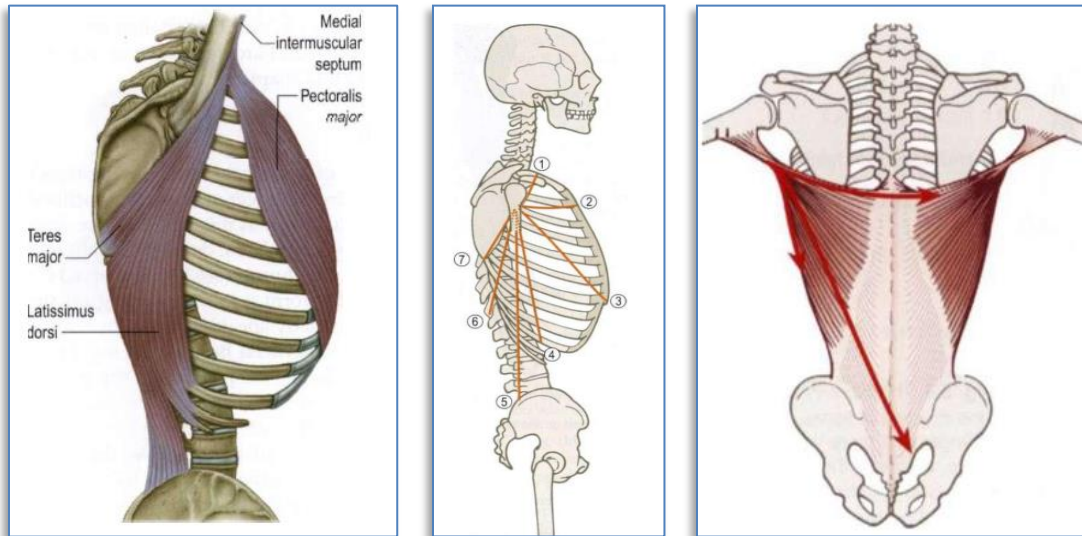 Medial
intermuscular
septum
Pectoralis
major
Teres
major
Latissimus
dorsi
①
②
③
④
⑤
⑥
⑦